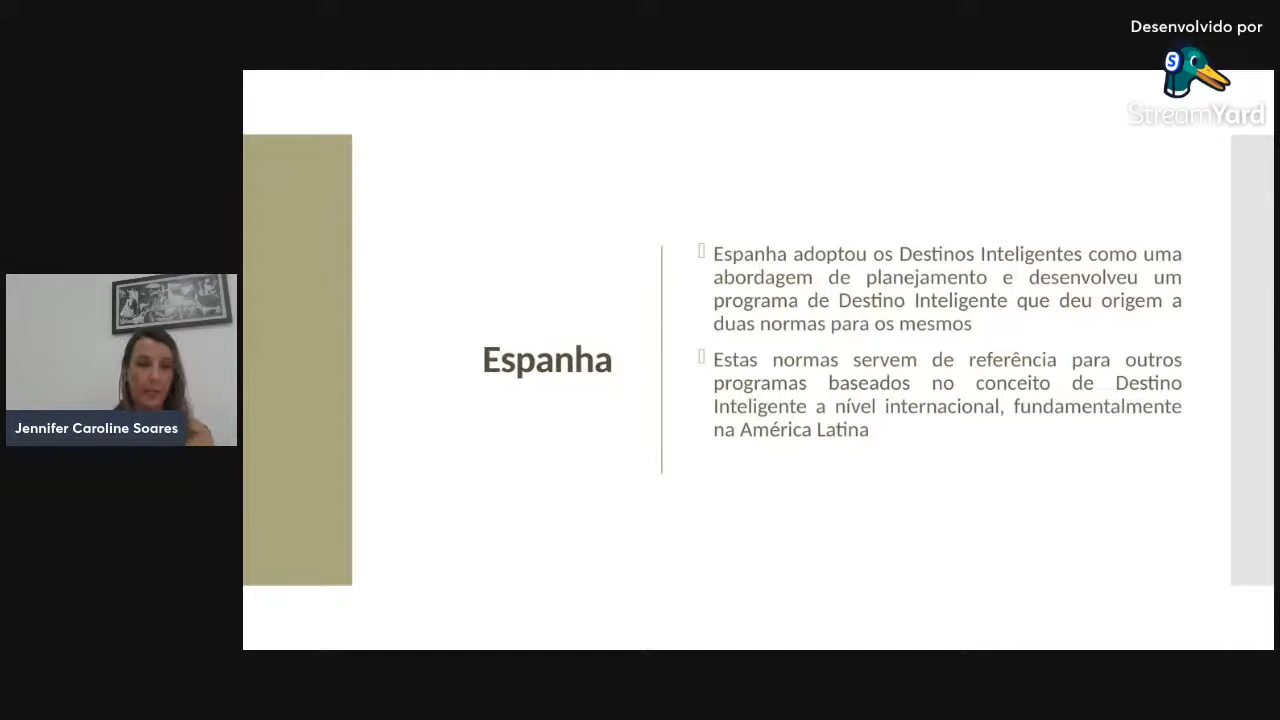 Desenvolvido por
StreamYard
Espanha adoptou os Destinos Inteligentes como uma
abordagem de planejamento e desenvolveu um
programa de Destino Inteligente que deu origem a
duas normas para os mesmos
Espanha
Estas normas servem de referência para outros
programas baseados no conceito de Destino
Inteligente a nível internacional, fundamentalmente
na América Latina
Jennifer Caroline Soares